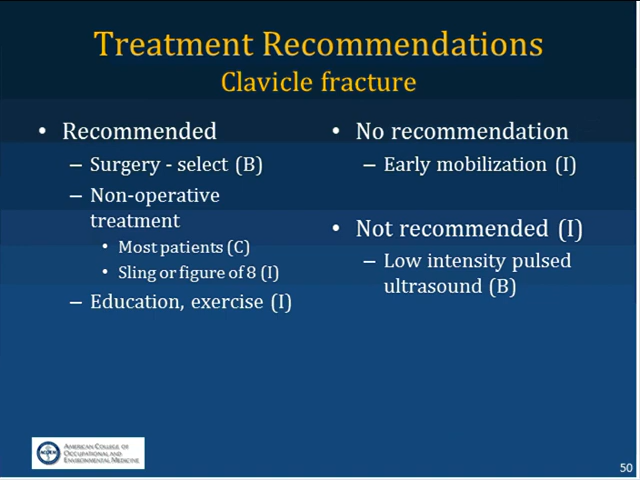 Treatment Recommendations
Clavicle fracture
• Recommended
– Surgery - select (B)
– Non-operative
treatment
• Most patients (C)
• Sling or figure of 8 (I)
– Education, exercise (I)
• No recommendation
– Early mobilization (I)
• Not recommended (I)
– Low intensity pulsed
ultrasound (B)
AMERICAN COLLEGE OF
OCCUPATIONAL AND
ENVIRONMENTAL MEDICINE
50